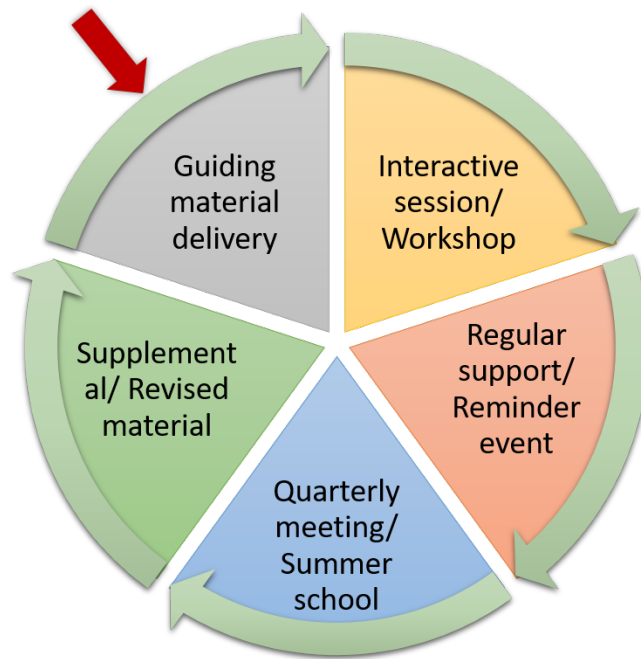 Guiding
material
delivery
Interactive
session/
Workshop
Regular
support/
Reminder
event
Quarterly
meeting/
Summer
school
Supplement
al/ Revised
material